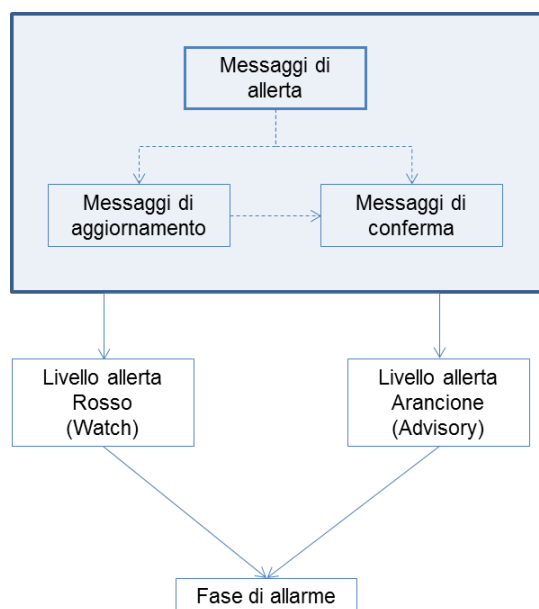 Messaggi di
allerta
Messaggi di
aggiornamento
Messaggi di
conferma
Livello allerta
Rosso
(Watch)
Livello allerta
Arancione
(Advisory)
Fase di allarme